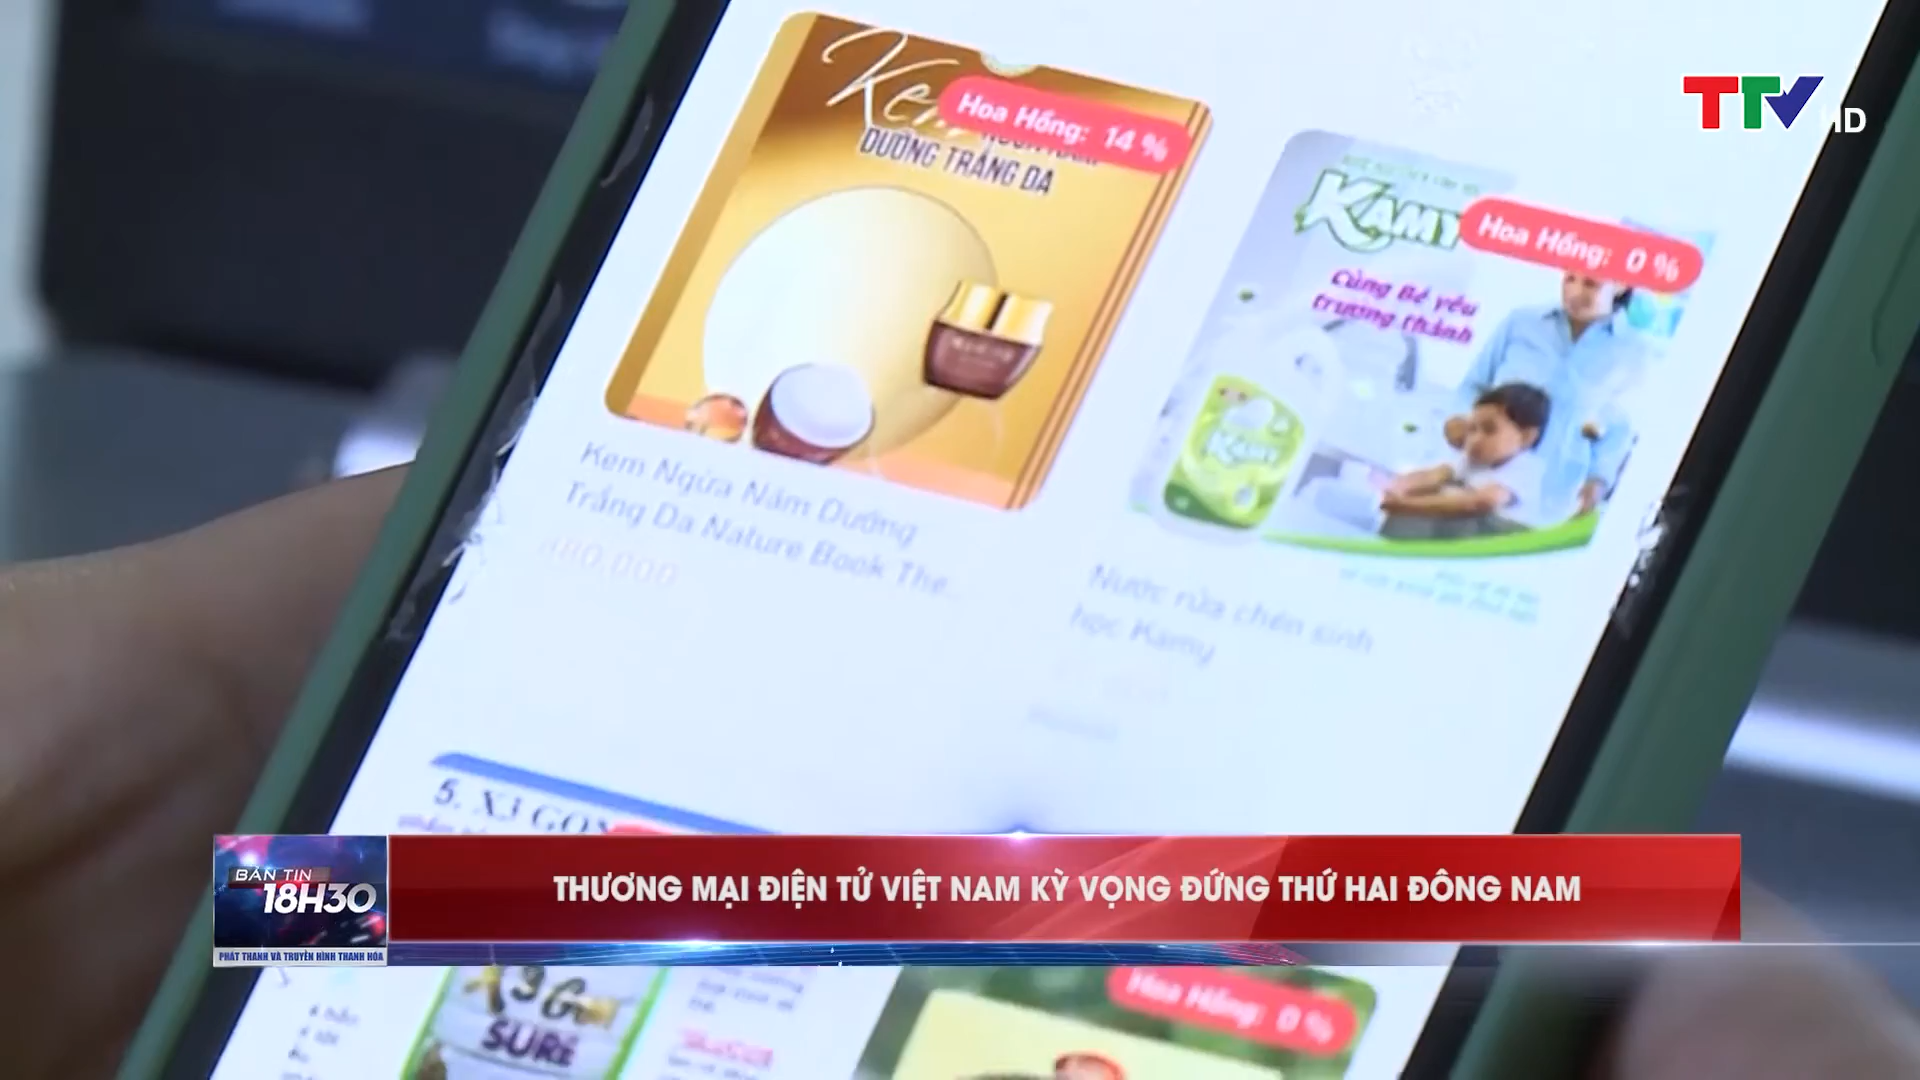 TTV HD
Kem
Hoa Hồng: 14 %
DƯỠNG TRẮNG DA
KAMY
Hoa Hồng: 0 %
Cùng Bé yêu
trưởng thành
KAMY
Kem Ngừa Nám Dưỡng
Trắng Da Nature Book The...
480.000
Nước rửa chén sinh
học Kamy
5. X3 GO
BẢN TIN
18H30
THƯƠNG MẠI ĐIỆN TỬ VIỆT NAM KỲ VỌNG ĐỨNG THỨ HAI ĐÔNG NAM
PHÁT THANH VÀ TRUYỀN HÌNH THANH HÓA
SURE
Hoa Hồng: 0 %